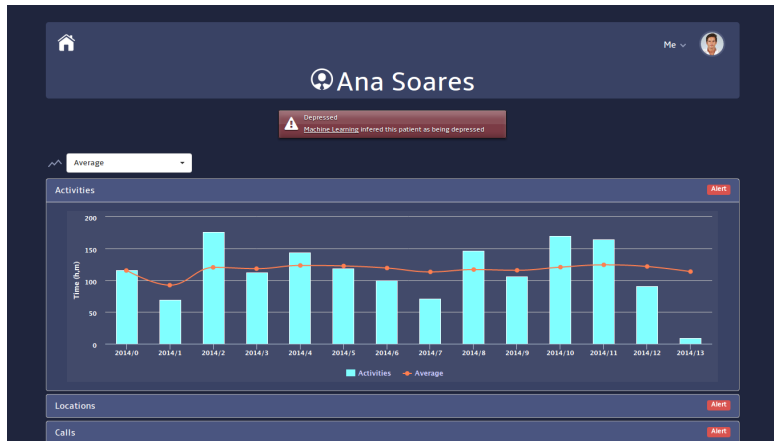 Me
Ana Soares
Depressed
Machine Learning infered this patient as being depressed
Average
Activities Alert
200
150
100
50
0
Time (h,m)
2014/0 2014/1 2014/2 2014/3 2014/4 2014/5 2014/6 2014/7 2014/8 2014/9 2014/10 2014/11 2014/12 2014/13
Activities Average
Locations Alert
Calls Alert